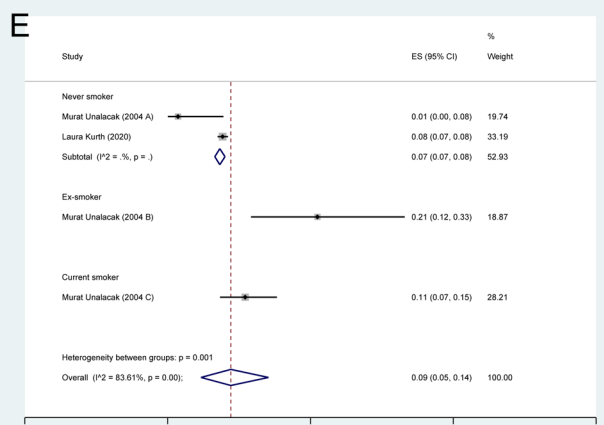 E
%
Study ES (95% CI) Weight
Never smoker
Murat Unalacak (2004 A) 0.01 (0.00, 0.08) 19.74
Laura Kurth (2020) 0.08 (0.07, 0.08) 33.19
Subtotal (I^2 = .%, p = .) 0.07 (0.07, 0.08) 52.93
Ex-smoker
Murat Unalacak (2004 B) 0.21 (0.12, 0.33) 18.87
Current smoker
Murat Unalacak (2004 C) 0.11 (0.07, 0.15) 28.21
Heterogeneity between groups: p = 0.001
Overall (I^2 = 83.61%, p = 0.00); 0.09 (0.05, 0.14) 100.00